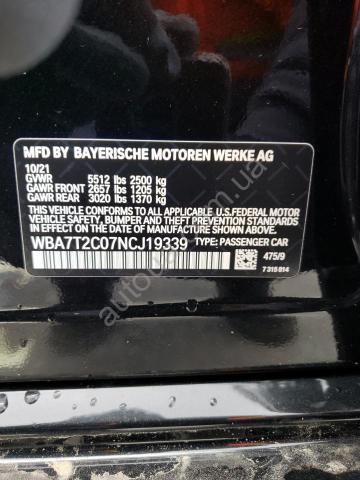 MFD BY BAYERISCHE MOTOREN WERKE AG
10/21
GVWR 5512 lbs 2500 kg
GAWR FRONT 2657 lbs 1205 kg
GAWR REAR 3020 lbs 1370 kg
THIS VEHICLE CONFORMS TO ALL APPLICABLE U.S. FEDERAL MOTOR
VEHICLE SAFETY, BUMPER AND THEFT PREVENTION STANDARDS
IN EFFECT ON THE DATE OF MANUFACTURE SHOWN ABOVE.
WBA7T2C07NCJ19339 TYPE: PASSENGER CAR
475/9
7 315 014